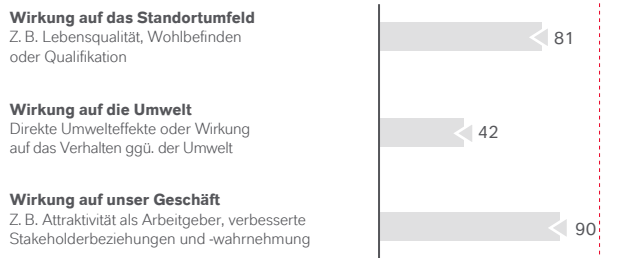 Wirkung auf das Standortumfeld
Z. B. Lebensqualität, Wohlbefinden
oder Qualifikation
81
Wirkung auf die Umwelt
Direkte Umwelteffekte oder Wirkung
auf das Verhalten ggü. der Umwelt
42
Wirkung auf unser Geschäft
Z. B. Attraktivität als Arbeitgeber, verbesserte
Stakeholderbeziehungen und -wahrnehmung
90